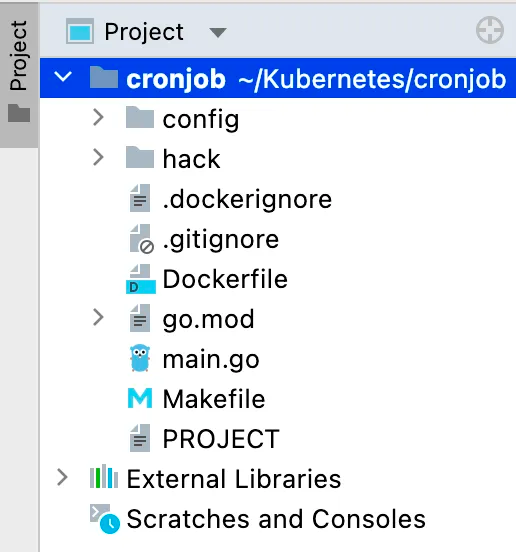 Project
Project
cronjob ~/Kubernetes/cronjob
config
hack
.dockerignore
.gitignore
D
Dockerfile
go.mod
main.go
Makefile
PROJECT
External Libraries
Scratches and Consoles